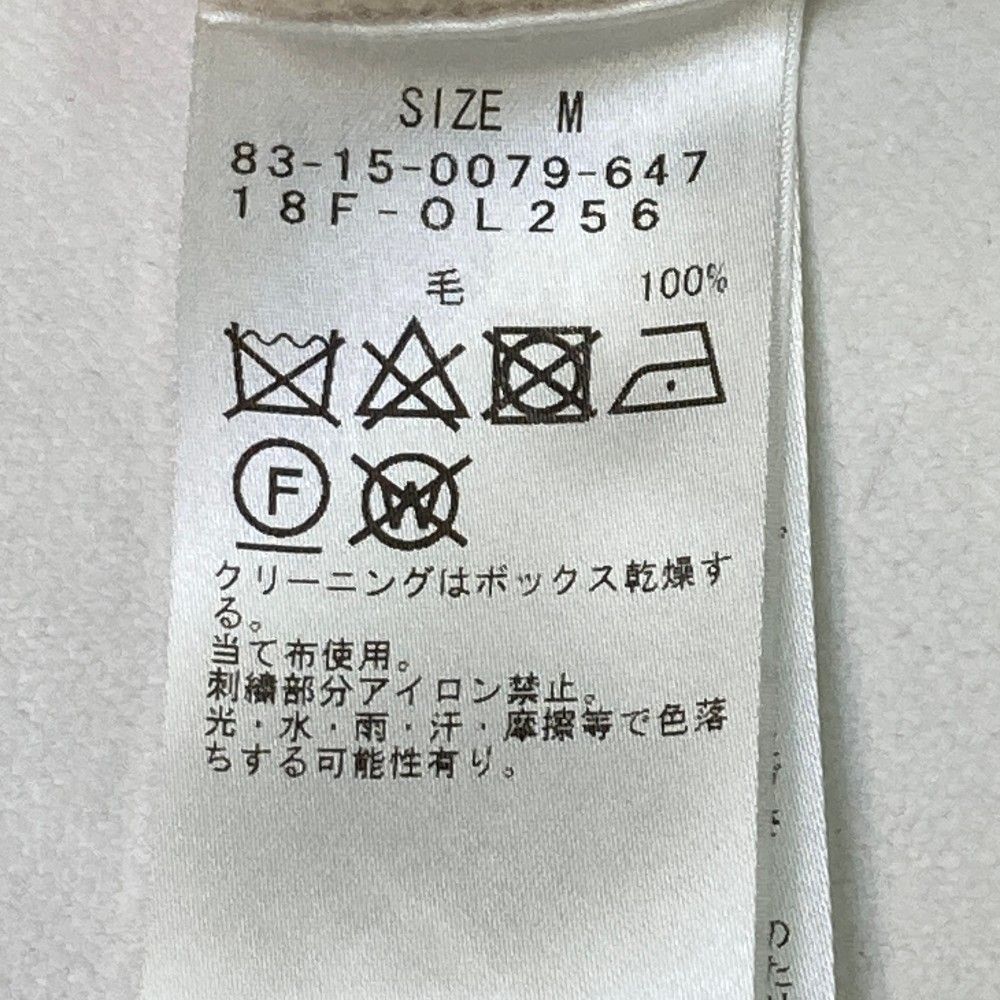 SIZE M
83-15-0079-647
18F-OL256
毛 100%
F
W
クリーニングはボックス乾燥す
る。
当て布使用。
刺繍部分アイロン禁止。
光・水・雨・汗・摩擦等で色落
ちする可能性有り。